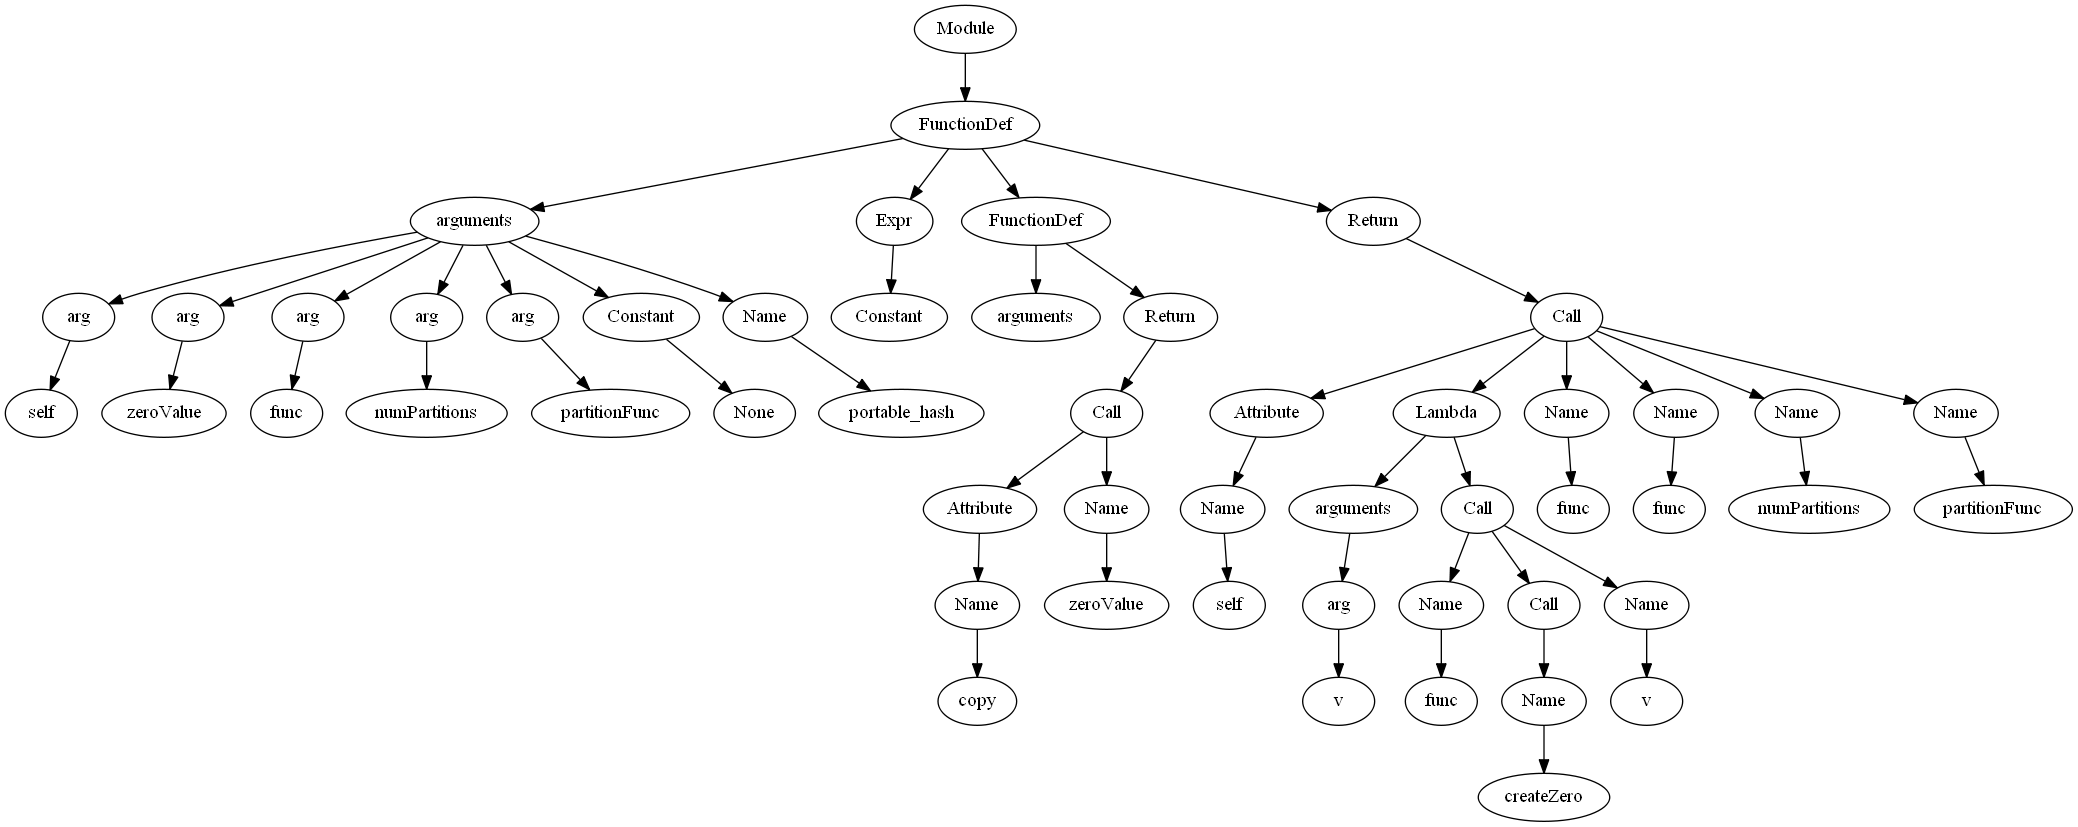 Module
FunctionDef
arguments Expr FunctionDef Return
arg arg arg arg arg Constant Name Constant arguments Return Call
self zeroValue func numPartitions partitionFunc None portable_hash Call Attribute Lambda Name Name Name Name
Attribute Name Name arguments Call func func numPartitions partitionFunc
Name zeroValue self arg Name Call Name
copy v func Name v
createZero